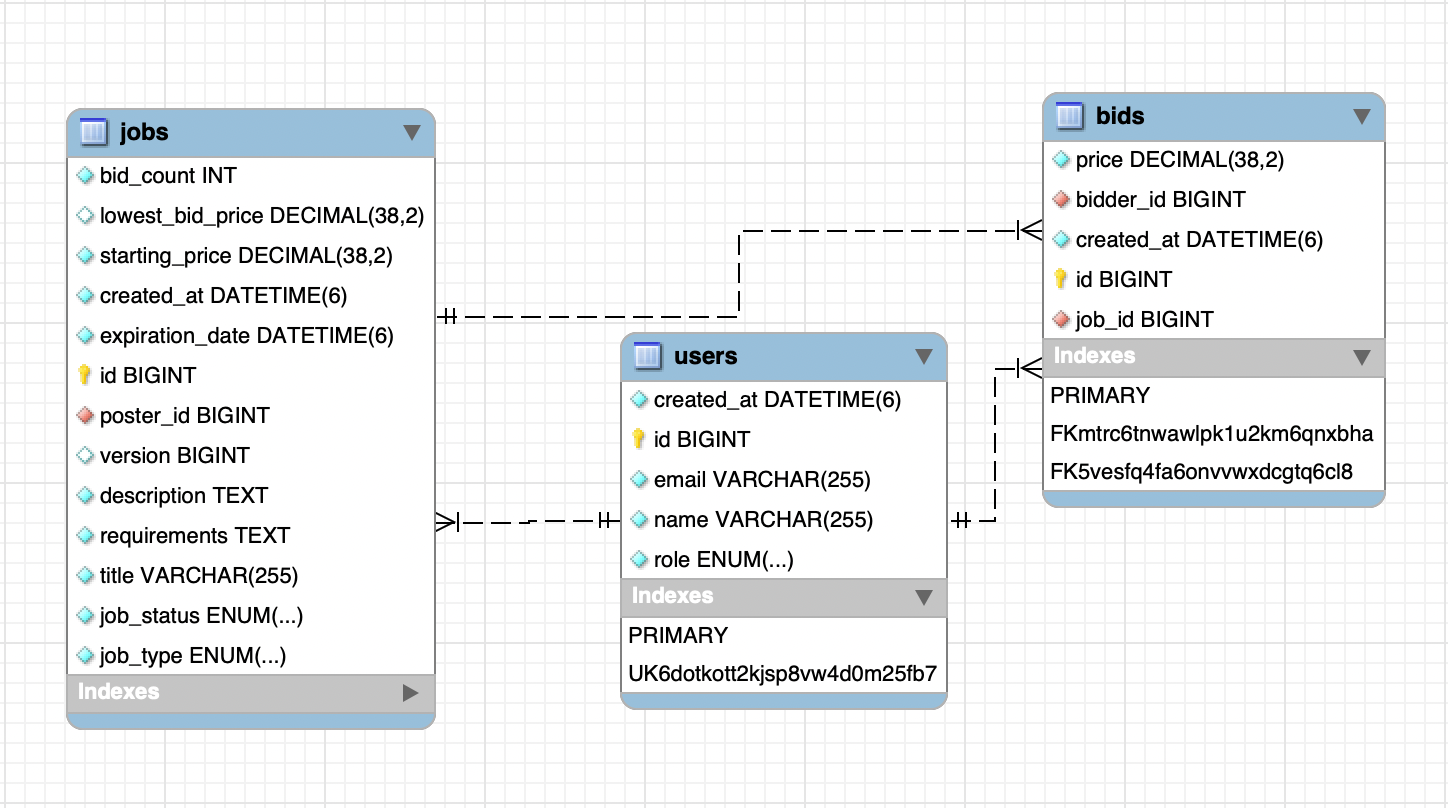 jobs
bid_count INT
lowest_bid_price DECIMAL(38,2)
starting_price DECIMAL(38,2)
created_at DATETIME(6)
expiration_date DATETIME(6)
id BIGINT
poster_id BIGINT
version BIGINT
description TEXT
requirements TEXT
title VARCHAR(255)
job_status ENUM(...)
job_type ENUM(...)
Indexes
users
created_at DATETIME(6)
id BIGINT
email VARCHAR(255)
name VARCHAR(255)
role ENUM(...)
Indexes
PRIMARY
UK6dotkott2kjsp8vw4d0m25fb7
bids
price DECIMAL(38,2)
bidder_id BIGINT
created_at DATETIME(6)
id BIGINT
job_id BIGINT
Indexes
PRIMARY
FKmtrc6tnwawlpk1u2km6qnxbha
FK5vesfq4fa6onvvwxdcgtq6cl8